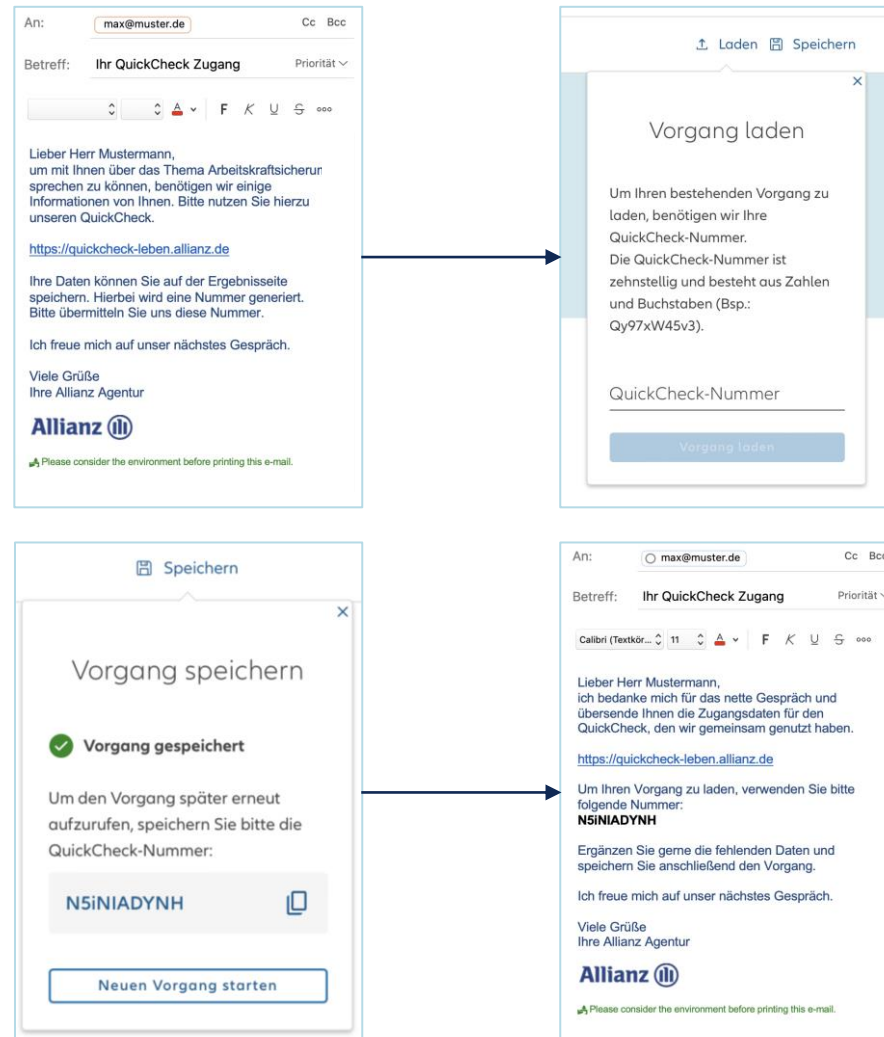 An: max@muster.de Cc Bcc
Betreff: Ihr QuickCheck Zugang Priorität
A F K U S
Lieber Herr Mustermann,
um mit Ihnen über das Thema Arbeitskraftsicherun
sprechen zu können, benötigen wir einige
Informationen von Ihnen. Bitte nutzen Sie hierzu
unseren QuickCheck.
https://quickcheck-leben.allianz.de
Ihre Daten können Sie auf der Ergebnisseite
speichern. Hierbei wird eine Nummer generiert.
Bitte übermitteln Sie uns diese Nummer.
Ich freue mich auf unser nächstes Gespräch.
Viele Grüße
Ihre Allianz Agentur
Allianz
Please consider the environment before printing this e-mail.
Laden Speichern
Vorgang laden
Um Ihren bestehenden Vorgang zu
laden, benötigen wir Ihre
QuickCheck-Nummer.
Die QuickCheck-Nummer ist
zehnstellig und besteht aus Zahlen
und Buchstaben (Bsp.:
Qy97xW45v3).
QuickCheck-Nummer
Vorgang laden
Speichern
Vorgang speichern
Vorgang gespeichert
Um den Vorgang später erneut
aufzurufen, speichern Sie bitte die
QuickCheck-Nummer:
N5iNIADYNH
Neuen Vorgang starten
An: max@muster.de Cc Bcc
Betreff: Ihr QuickCheck Zugang Priorität
Calibri (Textkör... 11 A F K U S
Lieber Herr Mustermann,
ich bedanke mich für das nette Gespräch und
übersende Ihnen die Zugangsdaten für den
QuickCheck, den wir gemeinsam genutzt haben.
https://quickcheck-leben.allianz.de
Um Ihren Vorgang zu laden, verwenden Sie bitte
folgende Nummer:
N5iNIADYNH
Ergänzen Sie gerne die fehlenden Daten und
speichern Sie anschließend den Vorgang.
Ich freue mich auf unser nächstes Gespräch.
Viele Grüße
Ihre Allianz Agentur
Allianz
Please consider the environment before printing this e-mail.